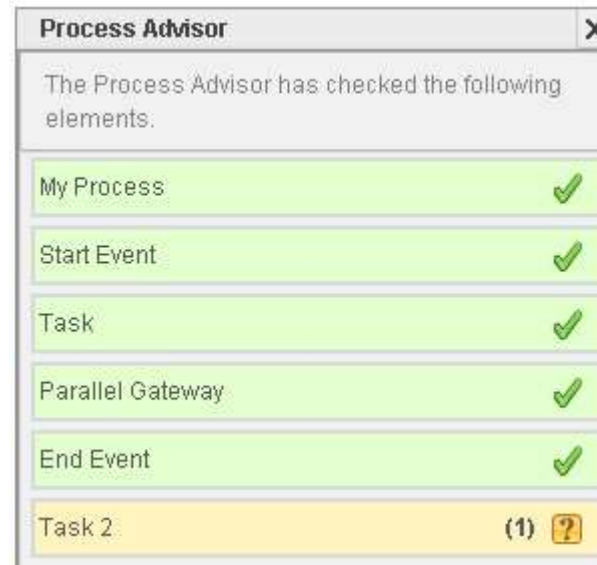 Process Advisor
The Process Advisor has checked the following
elements.
My Process
Start Event
Task
Parallel Gateway
End Event
Task 2 (1) ?